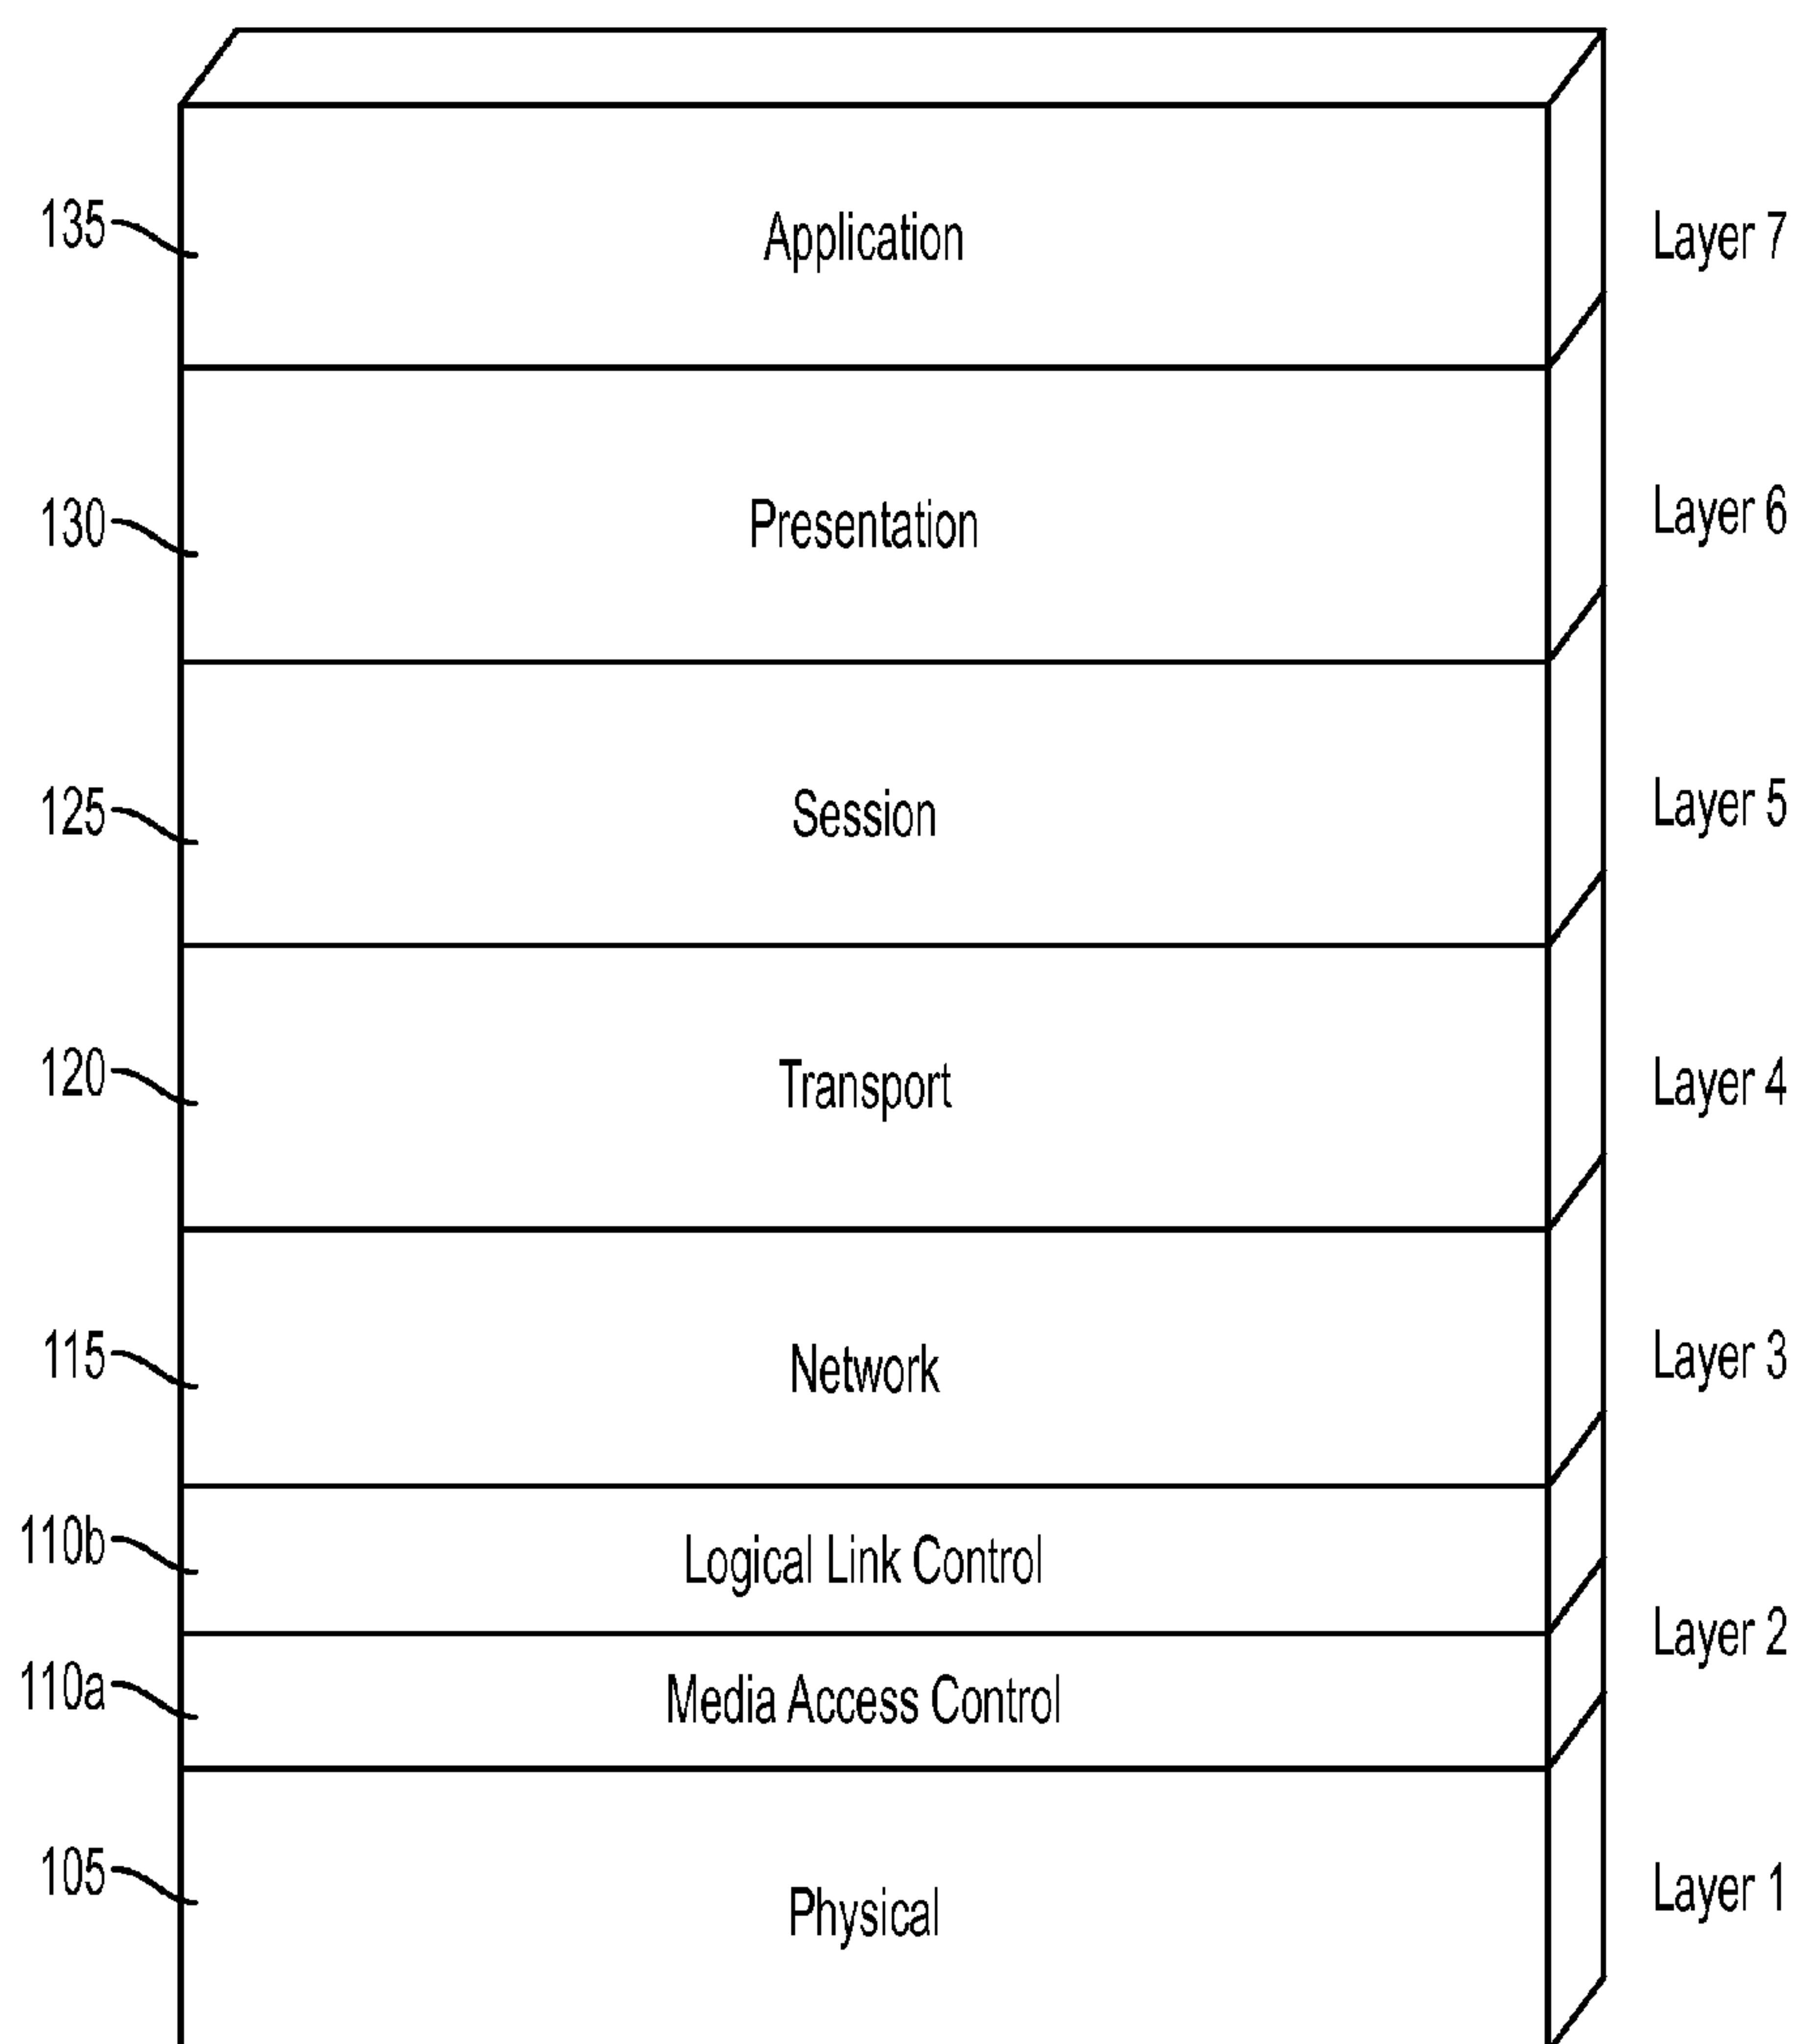 135 Application Layer 7
130 Presentation Layer 6
125 Session Layer 5
120 Transport Layer 4
115 Network Layer 3
110b Logical Link Control
Layer 2
110a Media Access Control
105 Physical Layer 1